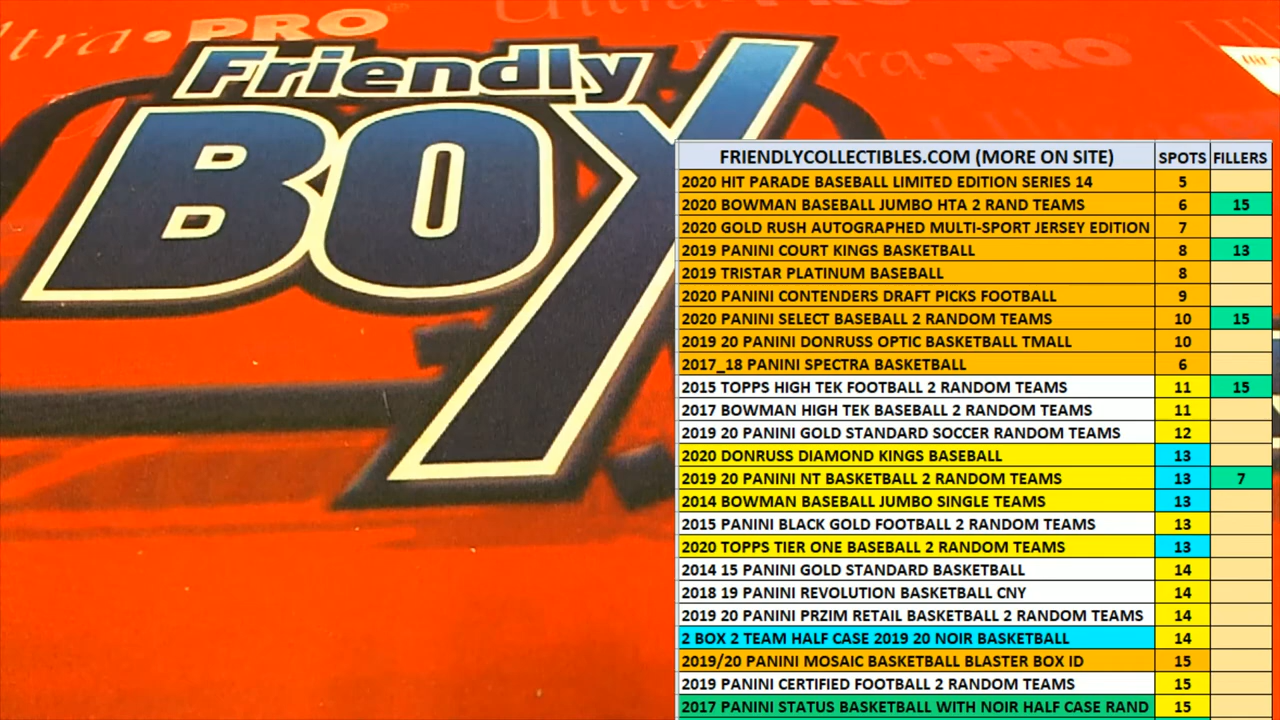 Ultra•PRO
Ultra•PRO
Ultra•PRO
Friendly
BOX
FRIENDLYCOLLECTIBLES.COM (MORE ON SITE) SPOTS FILLERS
2020 HIT PARADE BASEBALL LIMITED EDITION SERIES 14 5
2020 BOWMAN BASEBALL JUMBO HTA 2 RAND TEAMS 6 15
2020 GOLD RUSH AUTOGRAPHED MULTI-SPORT JERSEY EDITION 7
2019 PANINI COURT KINGS BASKETBALL 8 13
2019 TRISTAR PLATINUM BASEBALL 8
2020 PANINI CONTENDERS DRAFT PICKS FOOTBALL 9
2020 PANINI SELECT BASEBALL 2 RANDOM TEAMS 10 15
2019 20 PANINI DONRUSS OPTIC BASKETBALL TMALL 10
2017_18 PANINI SPECTRA BASKETBALL 6
2015 TOPPS HIGH TEK FOOTBALL 2 RANDOM TEAMS 11 15
2017 BOWMAN HIGH TEK BASEBALL 2 RANDOM TEAMS 11
2019 20 PANINI GOLD STANDARD SOCCER RANDOM TEAMS 12
2020 DONRUSS DIAMOND KINGS BASEBALL 13
2019 20 PANINI NT BASKETBALL 2 RANDOM TEAMS 13 7
2014 BOWMAN BASEBALL JUMBO SINGLE TEAMS 13
2015 PANINI BLACK GOLD FOOTBALL 2 RANDOM TEAMS 13
2020 TOPPS TIER ONE BASEBALL 2 RANDOM TEAMS 13
2014 15 PANINI GOLD STANDARD BASKETBALL 14
2018 19 PANINI REVOLUTION BASKETBALL CNY 14
2019 20 PANINI PRZIM RETAIL BASKETBALL 2 RANDOM TEAMS 14
2 BOX 2 TEAM HALF CASE 2019 20 NOIR BASKETBALL 14
2019/20 PANINI MOSAIC BASKETBALL BLASTER BOX ID 15
2019 PANINI CERTIFIED FOOTBALL 2 RANDOM TEAMS 15
2017 PANINI STATUS BASKETBALL WITH NOIR HALF CASE RAND 15